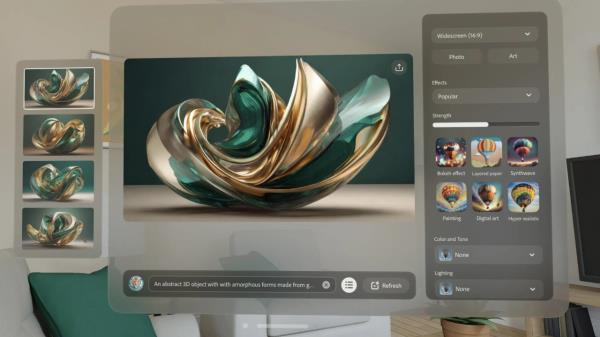 Widescreen (16:9)
Photo
Art
Effects
Popular
Strength
Bokeh effect
Layered paper
Synthwave
Painting
Digital art
Hyper realistic
Color and Tone
None
Lighting
None
An abstract 3D object with with amorphous forms made from g...
Refresh